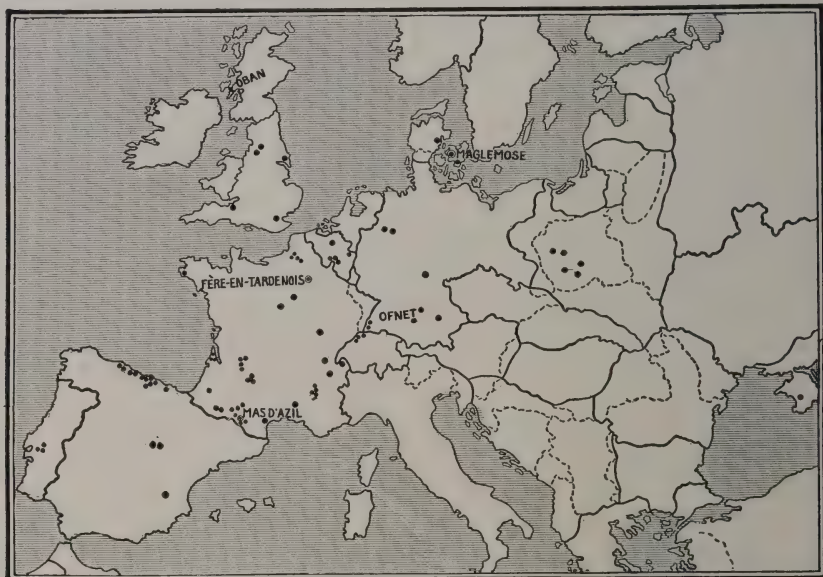 OBAN
MAGLEMOSE
FÈRE-EN-TARDENOIS
OFNET
MAS D'AZIL